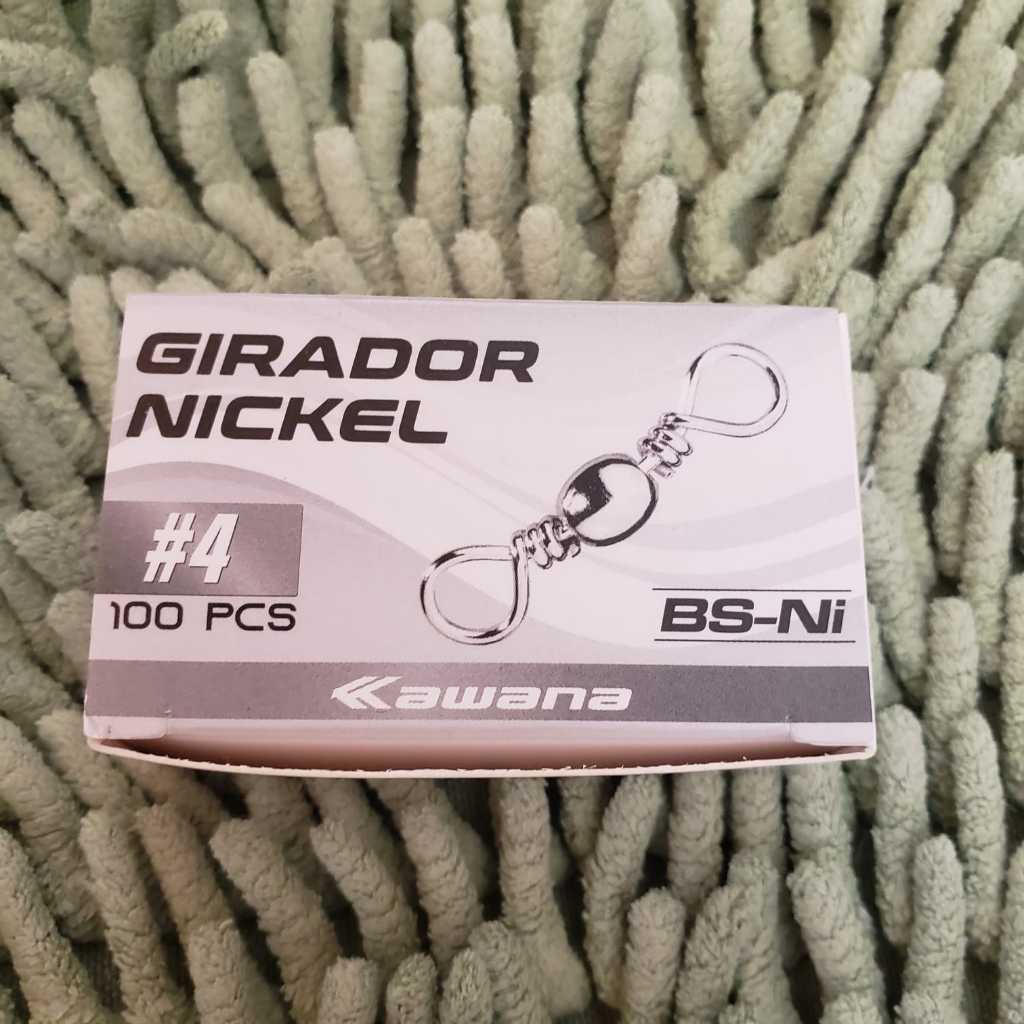 GIRADOR
NICKEL
#4
100 PCS
BS-Ni
Kawana